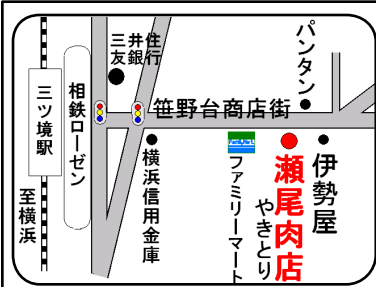 パンタン
住友
三井銀行
笹野台商店街
相鉄ローゼン
三ツ境駅
至横浜
横浜信用金庫
FamilyMart
ファミリーマート
やきとり
瀬尾肉店
伊勢屋